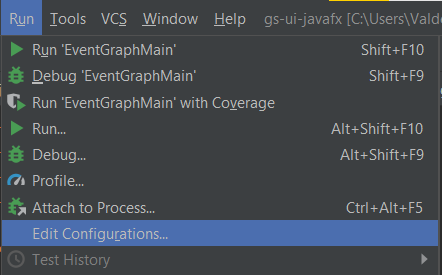 Run Tools VCS Window Help gs-ui-javafx [C:\Users\Vald
Run 'EventGraphMain' Shift+F10
Debug 'EventGraphMain' Shift+F9
Run 'EventGraphMain' with Coverage
Run... Alt+Shift+F10
Debug... Alt+Shift+F9
Profile...
Attach to Process... Ctrl+Alt+F5
Edit Configurations...
Test History